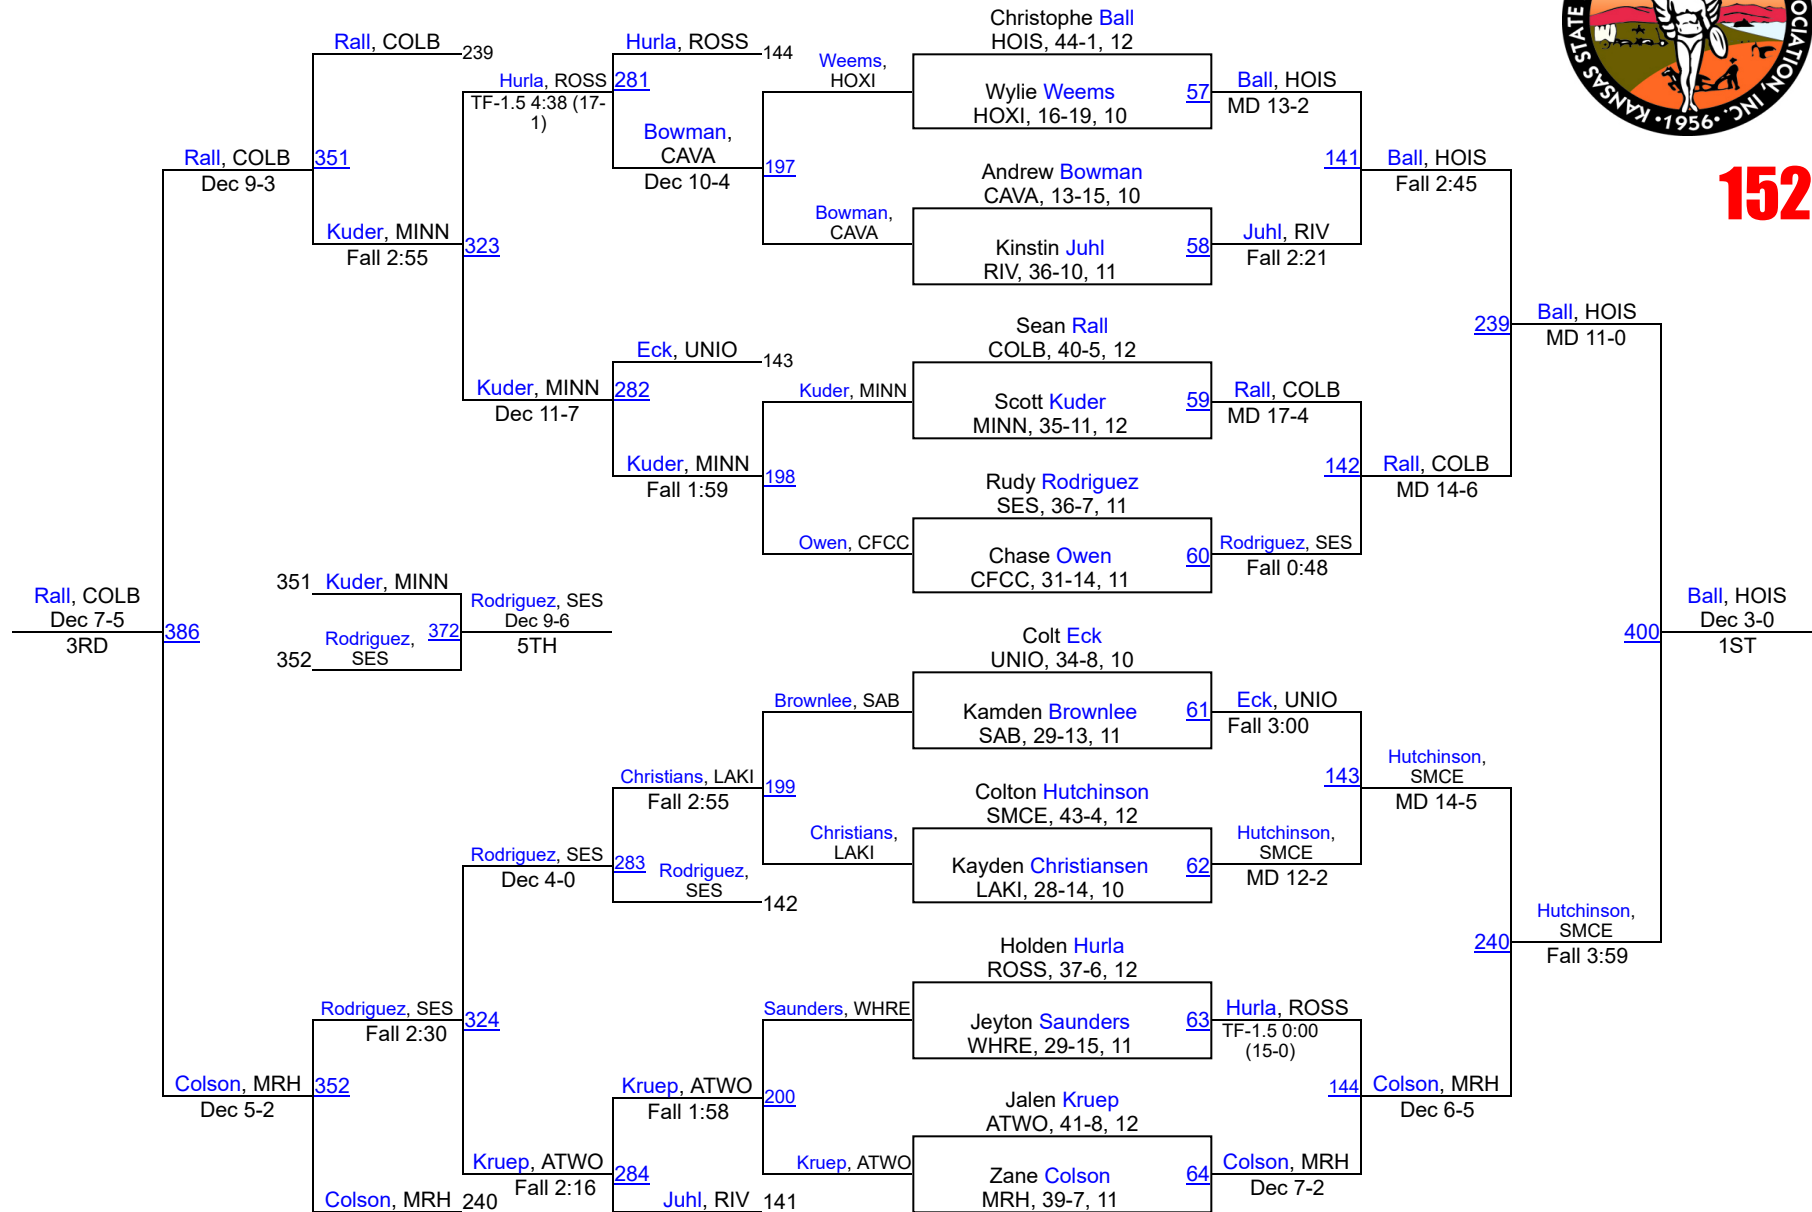 Rall, COLB
239
Hurla, ROSS
TF-1.5 4:38 (17-
1)
281
Hurla, ROSS
144
Bowman,
CAVA
Dec 10-4
197
Weems,
HOXI
Bowman,
CAVA
Rall, COLB
Dec 9-3
351
Kuder, MINN
Fall 2:55
323
Kuder, MINN
Dec 11-7
282
Eck, UNIO
143
Kuder, MINN
Fall 1:59
198
Kuder, MINN
Owen, CFCC
Christophe Ball
HOIS, 44-1, 12
Wylie Weems
HOXI, 16-19, 10
57
Ball, HOIS
MD 13-2
Andrew Bowman
CAVA, 13-15, 10
Kinstin Juhl
RIV, 36-10, 11
58
Juhl, RIV
Fall 2:21
141
Ball, HOIS
Fall 2:45
Sean Rall
COLB, 40-5, 12
Scott Kuder
MINN, 35-11, 12
59
Rall, COLB
MD 17-4
Rudy Rodriguez
SES, 36-7, 11
Chase Owen
CFCC, 31-14, 11
60
Rodriguez, SES
Fall 0:48
142
Rall, COLB
MD 14-6
239
Ball, HOIS
MD 11-0
KANSAS STATE
OCIATION, INC.
•1956•
152
Rall, COLB
Dec 7-5
3RD
386
351 Kuder, MINN
352
Rodriguez,
SES
372
Rodriguez, SES
Dec 9-6
5TH
400
Ball, HOIS
Dec 3-0
1ST
Colt Eck
UNIO, 34-8, 10
Kamden Brownlee
SAB, 29-13, 11
61
Eck, UNIO
Fall 3:00
Colton Hutchinson
SMCE, 43-4, 12
Kayden Christiansen
LAKI, 28-14, 10
62
Hutchinson,
SMCE
MD 12-2
143
Hutchinson,
SMCE
MD 14-5
Brownlee, SAB
Christians,
LAKI
199
Christians, LAKI
Fall 2:55
Rodriguez, SES
Dec 4-0
283
Rodriguez,
SES
142
Holden Hurla
ROSS, 37-6, 12
Jeyton Saunders
WHRE, 29-15, 11
63
Hurla, ROSS
TF-1.5 0:00
(15-0)
Jalen Kruep
ATWO, 41-8, 12
Zane Colson
MRH, 39-7, 11
64
Colson, MRH
Dec 7-2
144
Colson, MRH
Dec 6-5
240
Hutchinson,
SMCE
Fall 3:59
Saunders, WHRE
Kruep, ATWO
200
Kruep, ATWO
Fall 1:58
Rodriguez, SES
Fall 2:30
324
Colson, MRH
Dec 5-2
352
Kruep, ATWO
Fall 2:16
284
Juhl, RIV
141
Colson, MRH
240